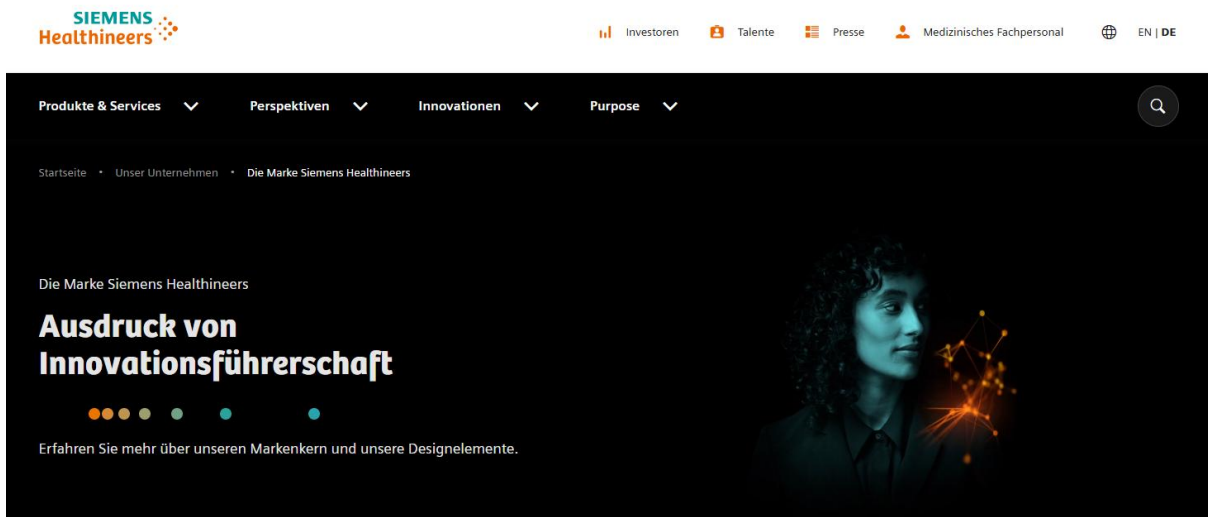 SIEMENS
Healthineers
Investoren
Talente
Presse
Medizinisches Fachpersonal
EN | DE
Produkte & Services
Perspektiven
Innovationen
Purpose
Startseite • Unser Unternehmen • Die Marke Siemens Healthineers
Die Marke Siemens Healthineers
Ausdruck von
Innovationsführerschaft
Erfahren Sie mehr über unseren Markenkern und unsere Designelemente.